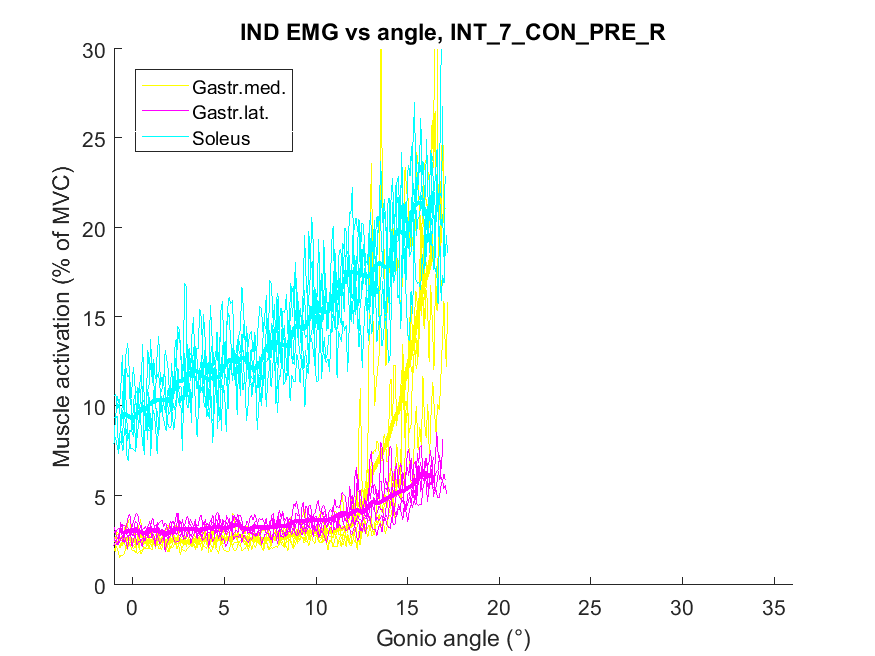 IND EMG vs angle, INT_7_CON_PRE_R
30
25
20
15
10
5
0
Muscle activation (% of MVC)
Gastr.med.
Gastr.lat.
Soleus
0 5 10 15 20 25 30 35
Gonio angle (°)